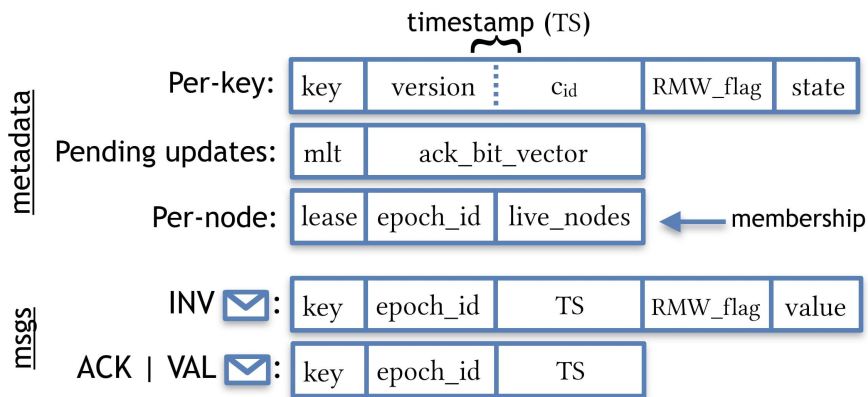 timestamp (TS)
metadata
Per-key: key version c_id RMW_flag state
Pending updates: mlt ack_bit_vector
Per-node: lease epoch_id live_nodes membership
msgs
INV : key epoch_id TS RMW_flag value
ACK | VAL : key epoch_id TS